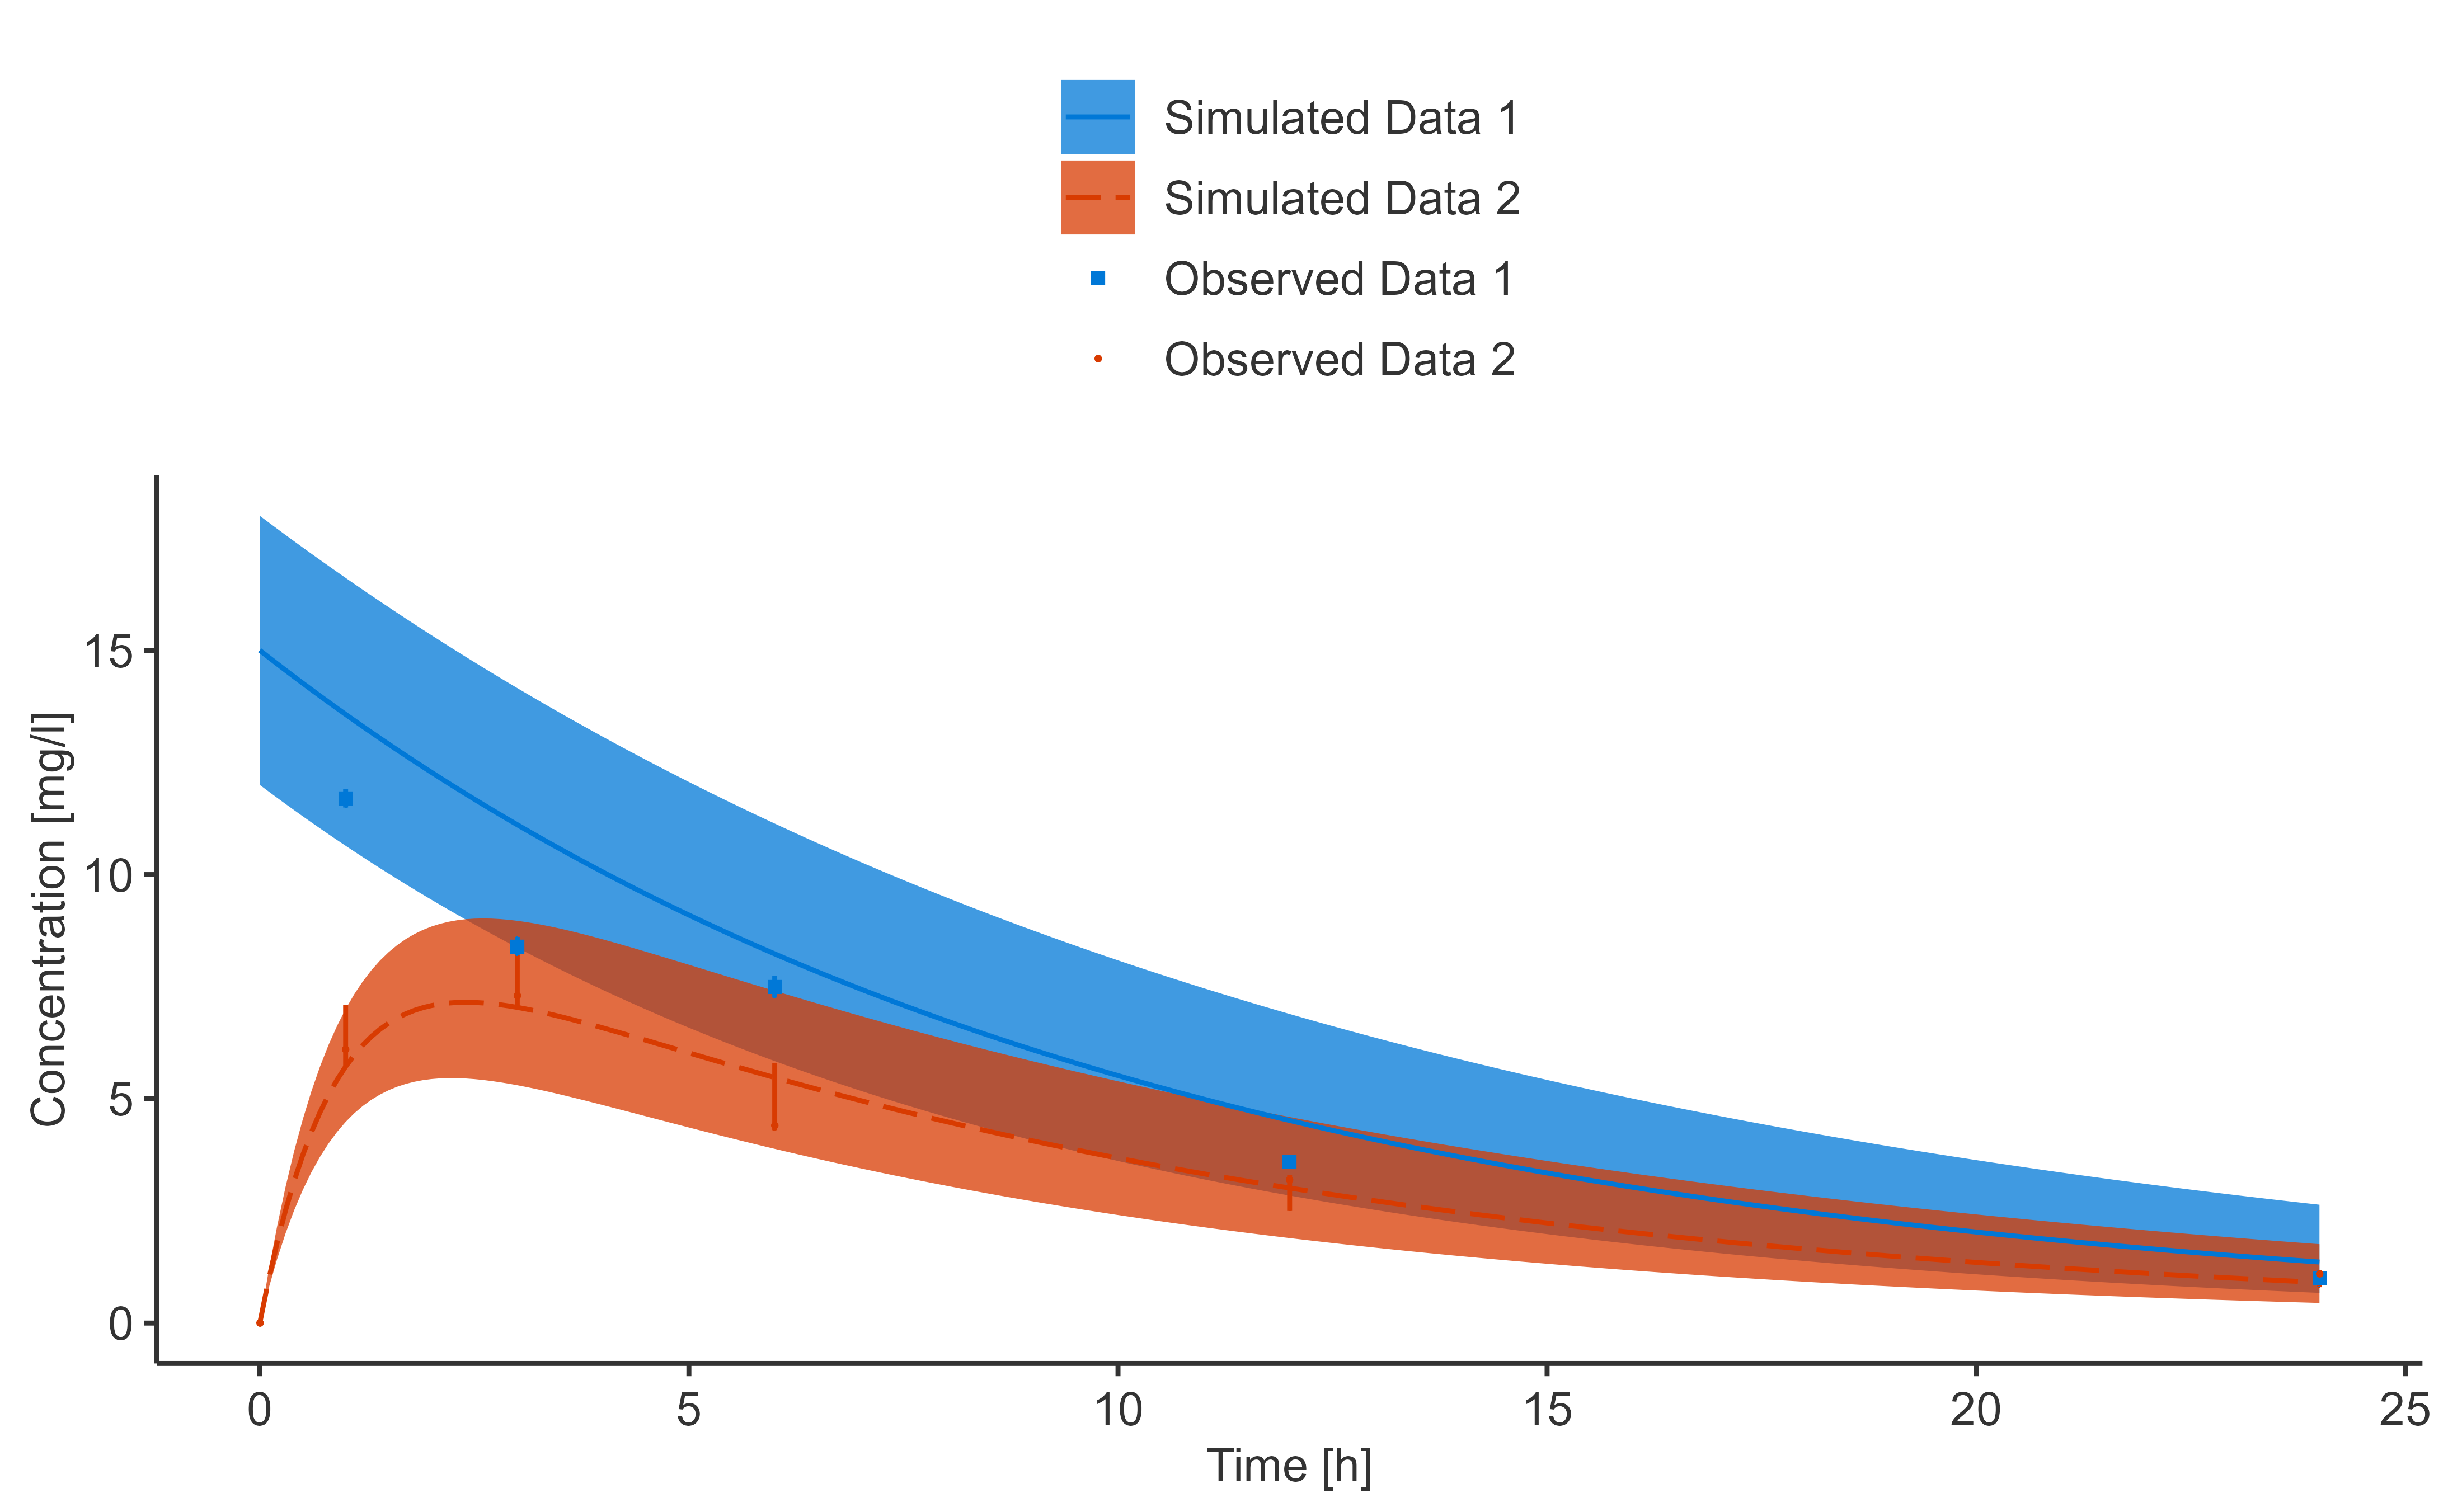 Simulated Data 1
Simulated Data 2
Observed Data 1
Observed Data 2
Concentration [mg/l]
15
10
5
0
0 5 10 15 20 25
Time [h]